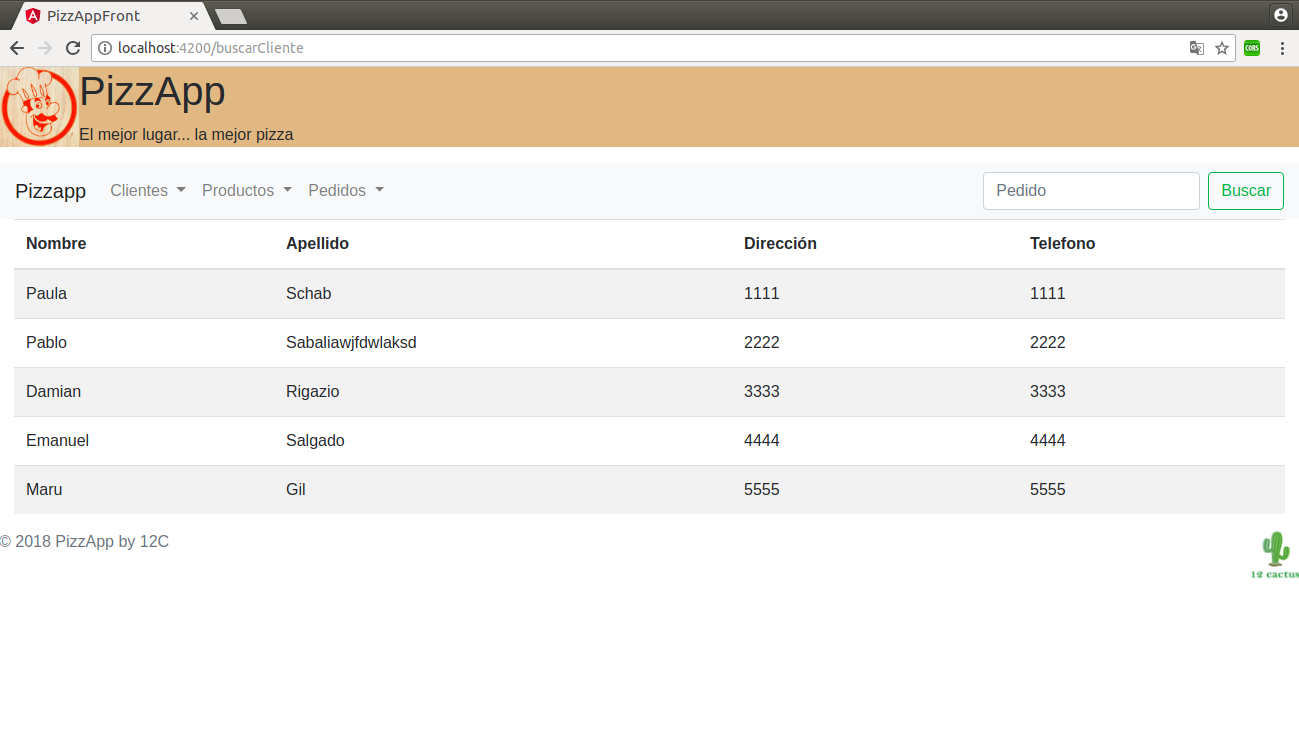 PizzAppFront
localhost:4200/buscarCliente
CORS
PizzApp
El mejor lugar... la mejor pizza
Pizzapp Clientes Productos Pedidos Pedido Buscar
Nombre Apellido Dirección Telefono
Paula Schab 1111 1111
Pablo Sabaliawjfdwlaksd 2222 2222
Damian Rigazio 3333 3333
Emanuel Salgado 4444 4444
Maru Gil 5555 5555
© 2018 PizzApp by 12C
12 cactus